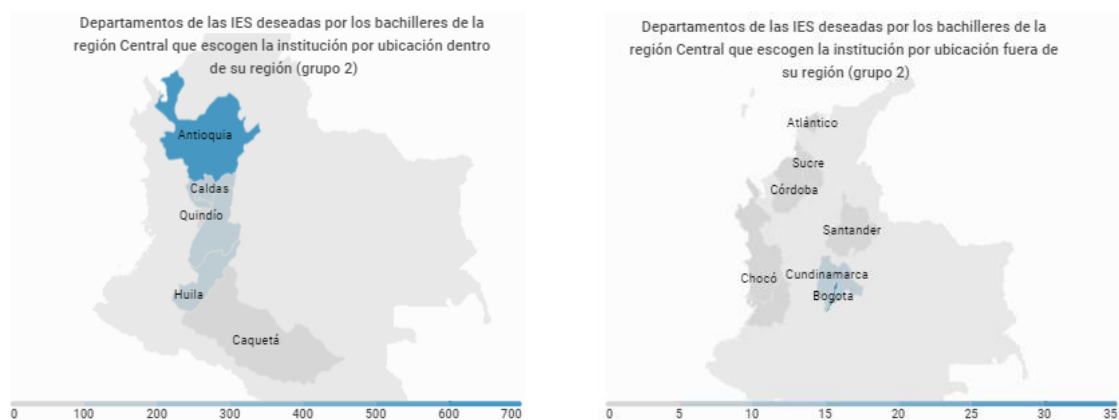 Departamentos de las IES deseadas por los bachilleres de la
región Central que escogen la institución por ubicación dentro
de su región (grupo 2)
Antioquia
Caldas
Quindío
Huila
Caquetá
0 100 200 300 400 500 600 700
Departamentos de las IES deseadas por los bachilleres de la
región Central que escogen la institución por ubicación fuera de
su región (grupo 2)
Atlántico
Sucre
Córdoba
Santander
Chocó
Cundinamarca
Bogota
0 5 10 15 20 25 30 35